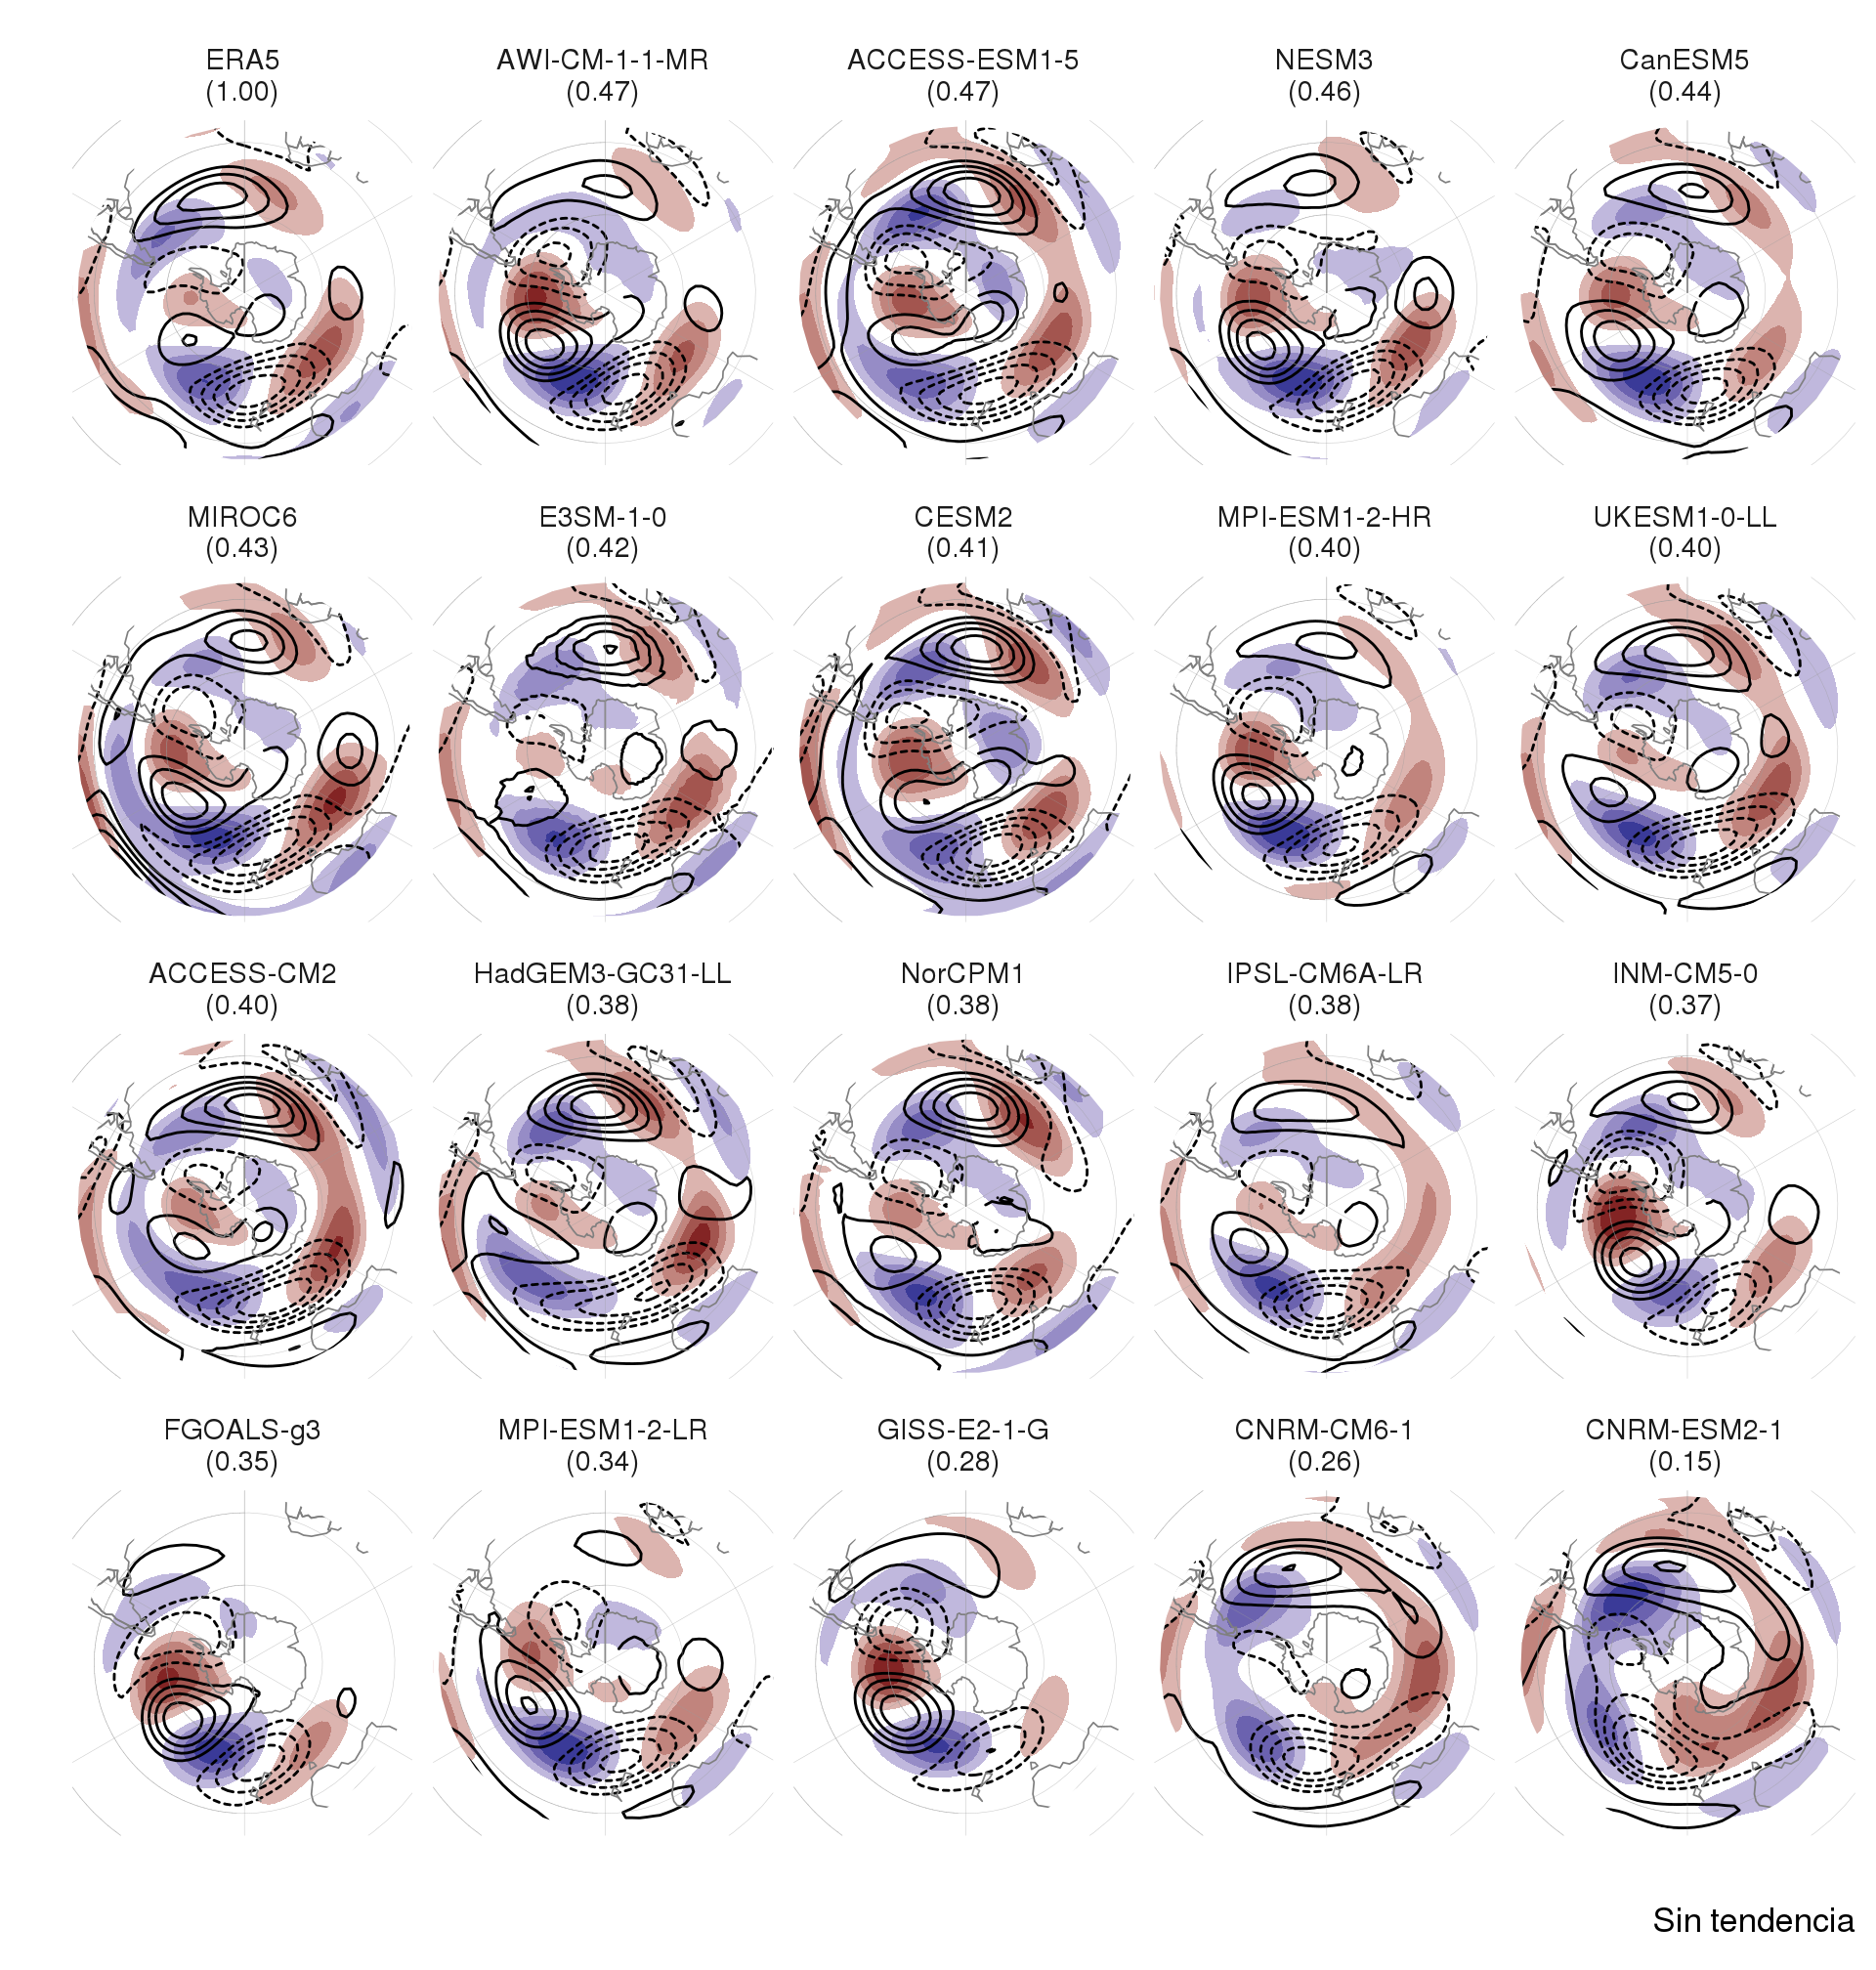 ERA5
(1.00)
AWI-CM-1-1-MR
(0.47)
ACCESS-ESM1-5
(0.47)
NESM3
(0.46)
CanESM5
(0.44)
MIROC6
(0.43)
E3SM-1-0
(0.42)
CESM2
(0.41)
MPI-ESM1-2-HR
(0.40)
UKESM1-0-LL
(0.40)
ACCESS-CM2
(0.40)
HadGEM3-GC31-LL
(0.38)
NorCPM1
(0.38)
IPSL-CM6A-LR
(0.38)
INM-CM5-0
(0.37)
FGOALS-g3
(0.35)
MPI-ESM1-2-LR
(0.34)
GISS-E2-1-G
(0.28)
CNRM-CM6-1
(0.26)
CNRM-ESM2-1
(0.15)
Sin tendencia